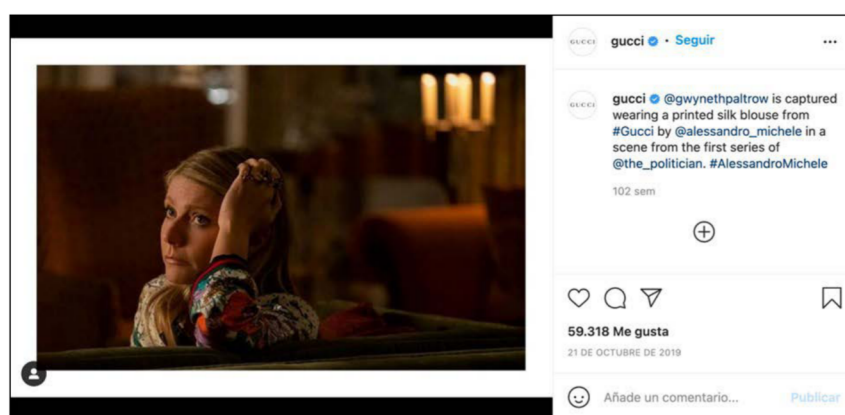 GUCCI
gucci • Seguir
GUCCI
gucci @gwynethpaltrow is captured
wearing a printed silk blouse from
#Gucci by @alessandro_michele in a
scene from the first series of
@the_politician. #AlessandroMichele
102 sem
59.318 Me gusta
21 DE OCTUBRE DE 2019
Añade un comentario...
Publicar